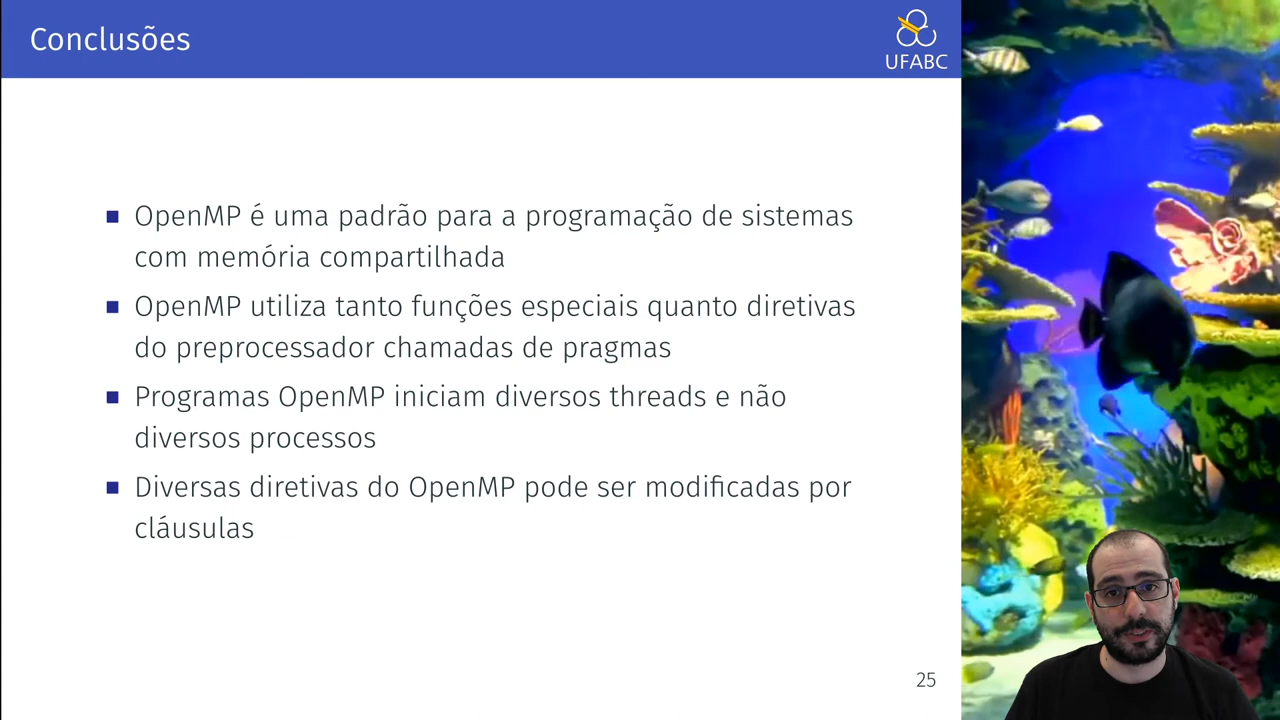 Conclusões
UFABC
OpenMP é uma padrão para a programação de sistemas
com memória compartilhada
OpenMP utiliza tanto funções especiais quanto diretivas
do preprocessador chamadas de pragmas
Programas OpenMP iniciam diversos threads e não
diversos processos
Diversas diretivas do OpenMP pode ser modificadas por
cláusulas
25